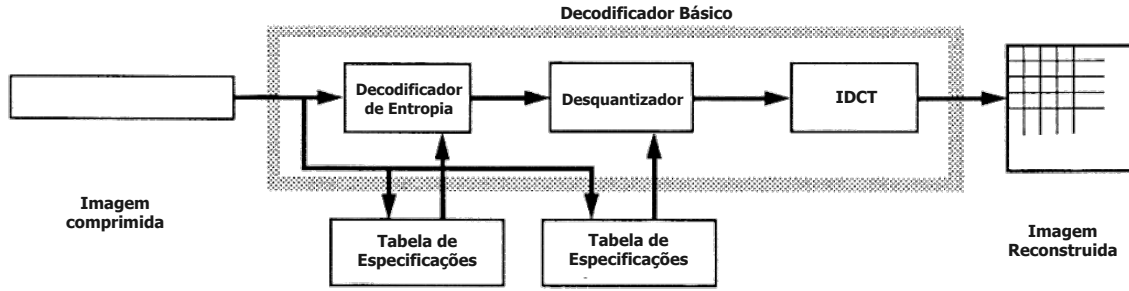 Decodificador Básico
Decodificador
de Entropia
Desquantizador
IDCT
Imagem
comprimida
Tabela de
Especificações
Tabela de
Especificações
Imagem
Reconstruida